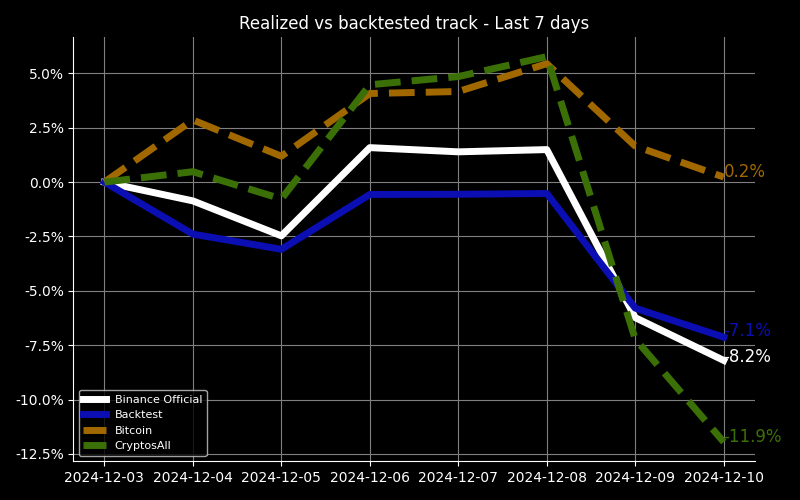 Realized vs backtested track - Last 7 days
5.0%
2.5%
0.0%
-2.5%
-5.0%
-7.5%
-10.0%
-12.5%
0.2%
-7.1%
-8.2%
-11.9%
Binance Official
Backtest
Bitcoin
CryptosAll
2024-12-03 2024-12-04 2024-12-05 2024-12-06 2024-12-07 2024-12-08 2024-12-09 2024-12-10